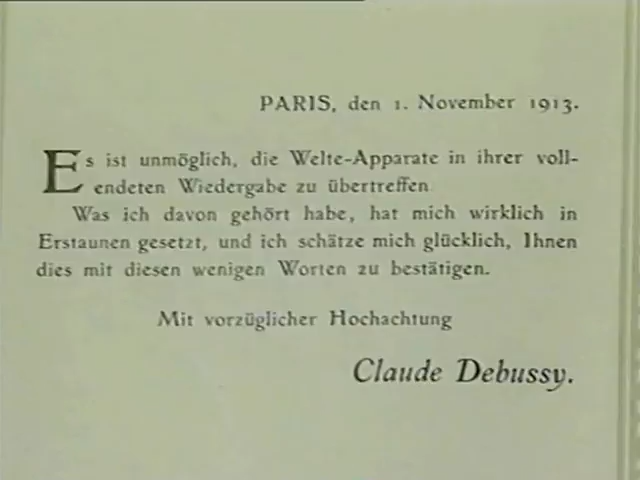 PARIS, den 1. November 1913.
Es ist unmöglich, die Welte-Apparate in ihrer voll-
endeten Wiedergabe zu übertreffen
Was ich davon gehört habe, hat mich wirklich in
Erstaunen gesetzt, und ich schätze mich glücklich, Ihnen
dies mit diesen wenigen Worten zu bestätigen.
Mit vorzüglicher Hochachtung
Claude Debussy.